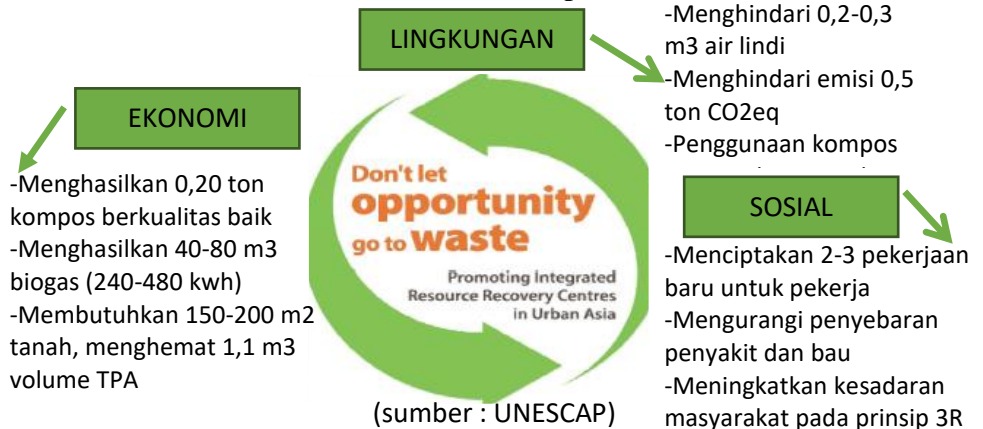 LINGKUNGAN
-Menghindari 0,2-0,3
m3 air lindi
-Menghindari emisi 0,5
ton CO2eq
-Penggunaan kompos
EKONOMI
-Menghasilkan 0,20 ton
kompos berkualitas baik
-Menghasilkan 40-80 m3
biogas (240-480 kwh)
-Membutuhkan 150-200 m2
tanah, menghemat 1,1 m3
volume TPA
Don't let
opportunity
go to waste
Promoting Integrated
Resource Recovery Centres
in Urban Asia
(sumber : UNESCAP)
SOSIAL
-Menciptakan 2-3 pekerjaan
baru untuk pekerja
-Mengurangi penyebaran
penyakit dan bau
-Meningkatkan kesadaran
masyarakat pada prinsip 3R